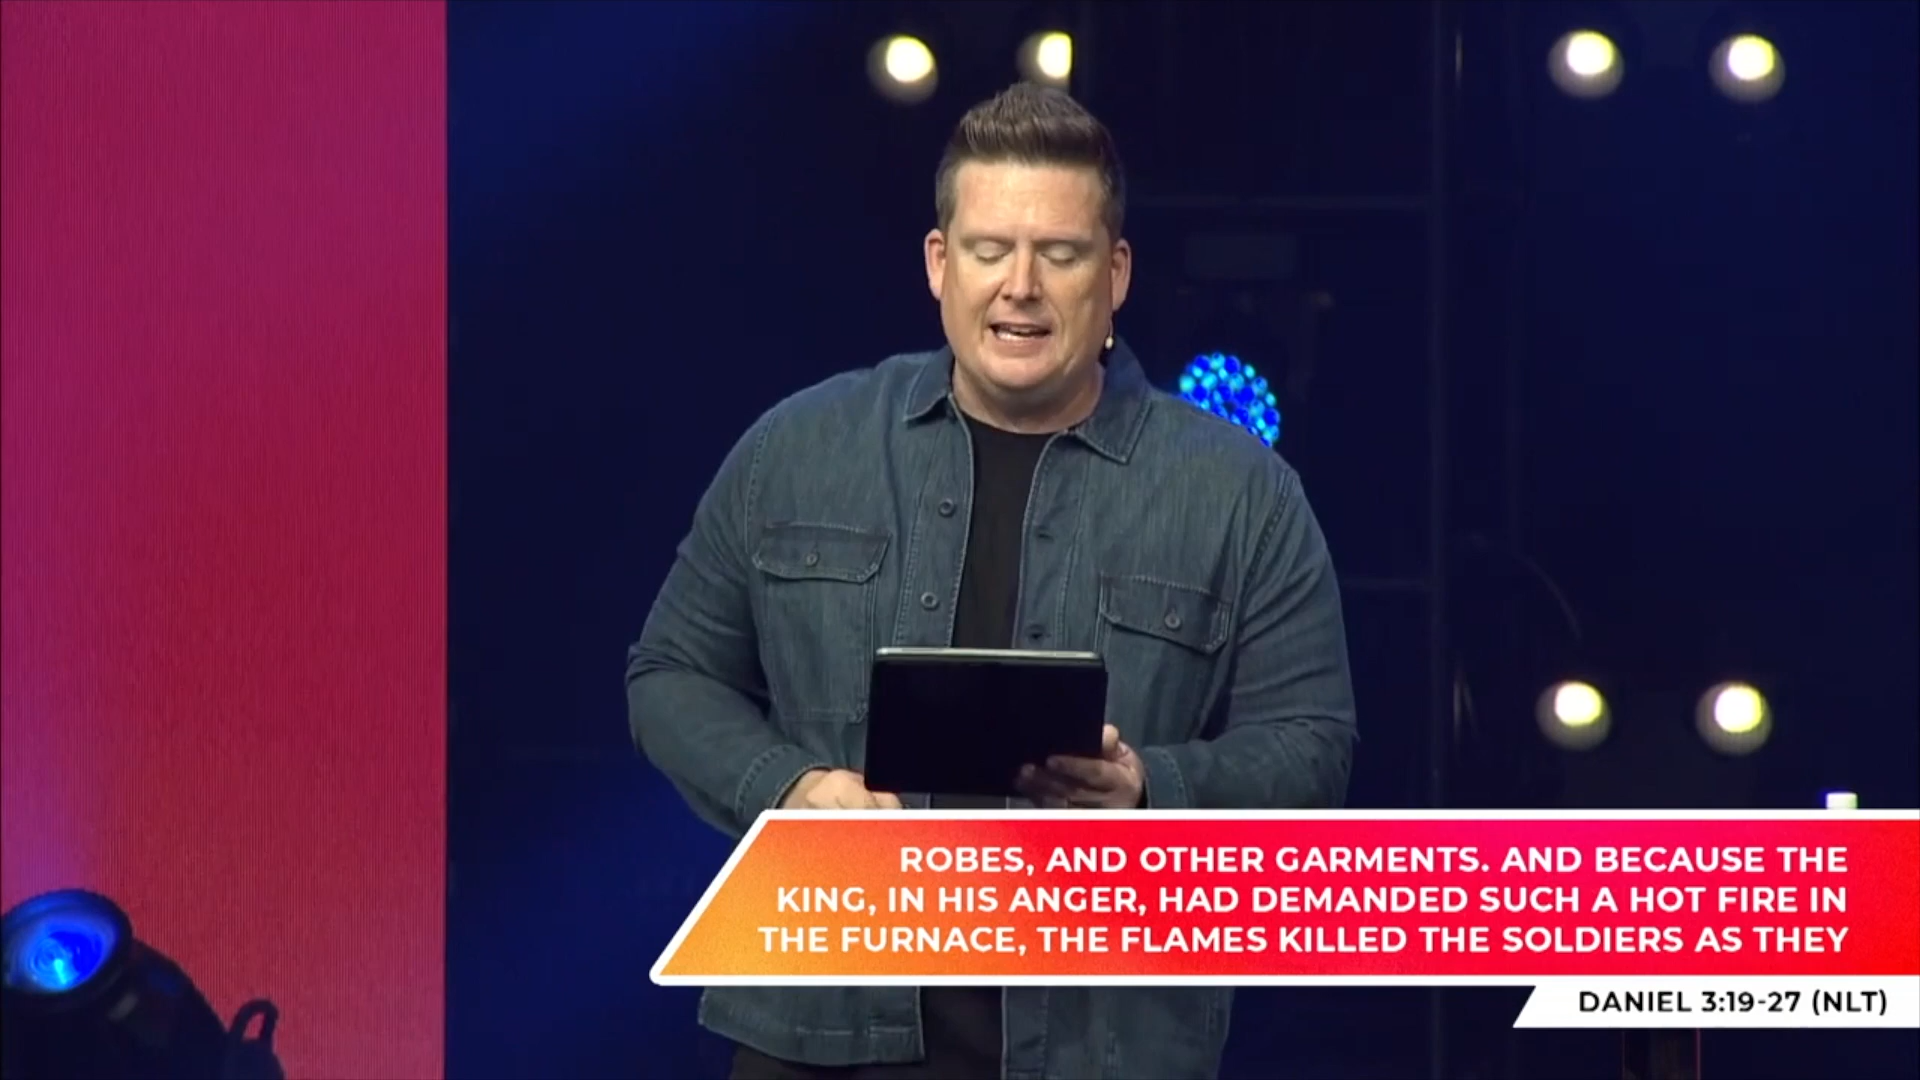 ROBES, AND OTHER GARMENTS. AND BECAUSE THE
KING, IN HIS ANGER, HAD DEMANDED SUCH A HOT FIRE IN
THE FURNACE, THE FLAMES KILLED THE SOLDIERS AS THEY
DANIEL 3:19-27 (NLT)